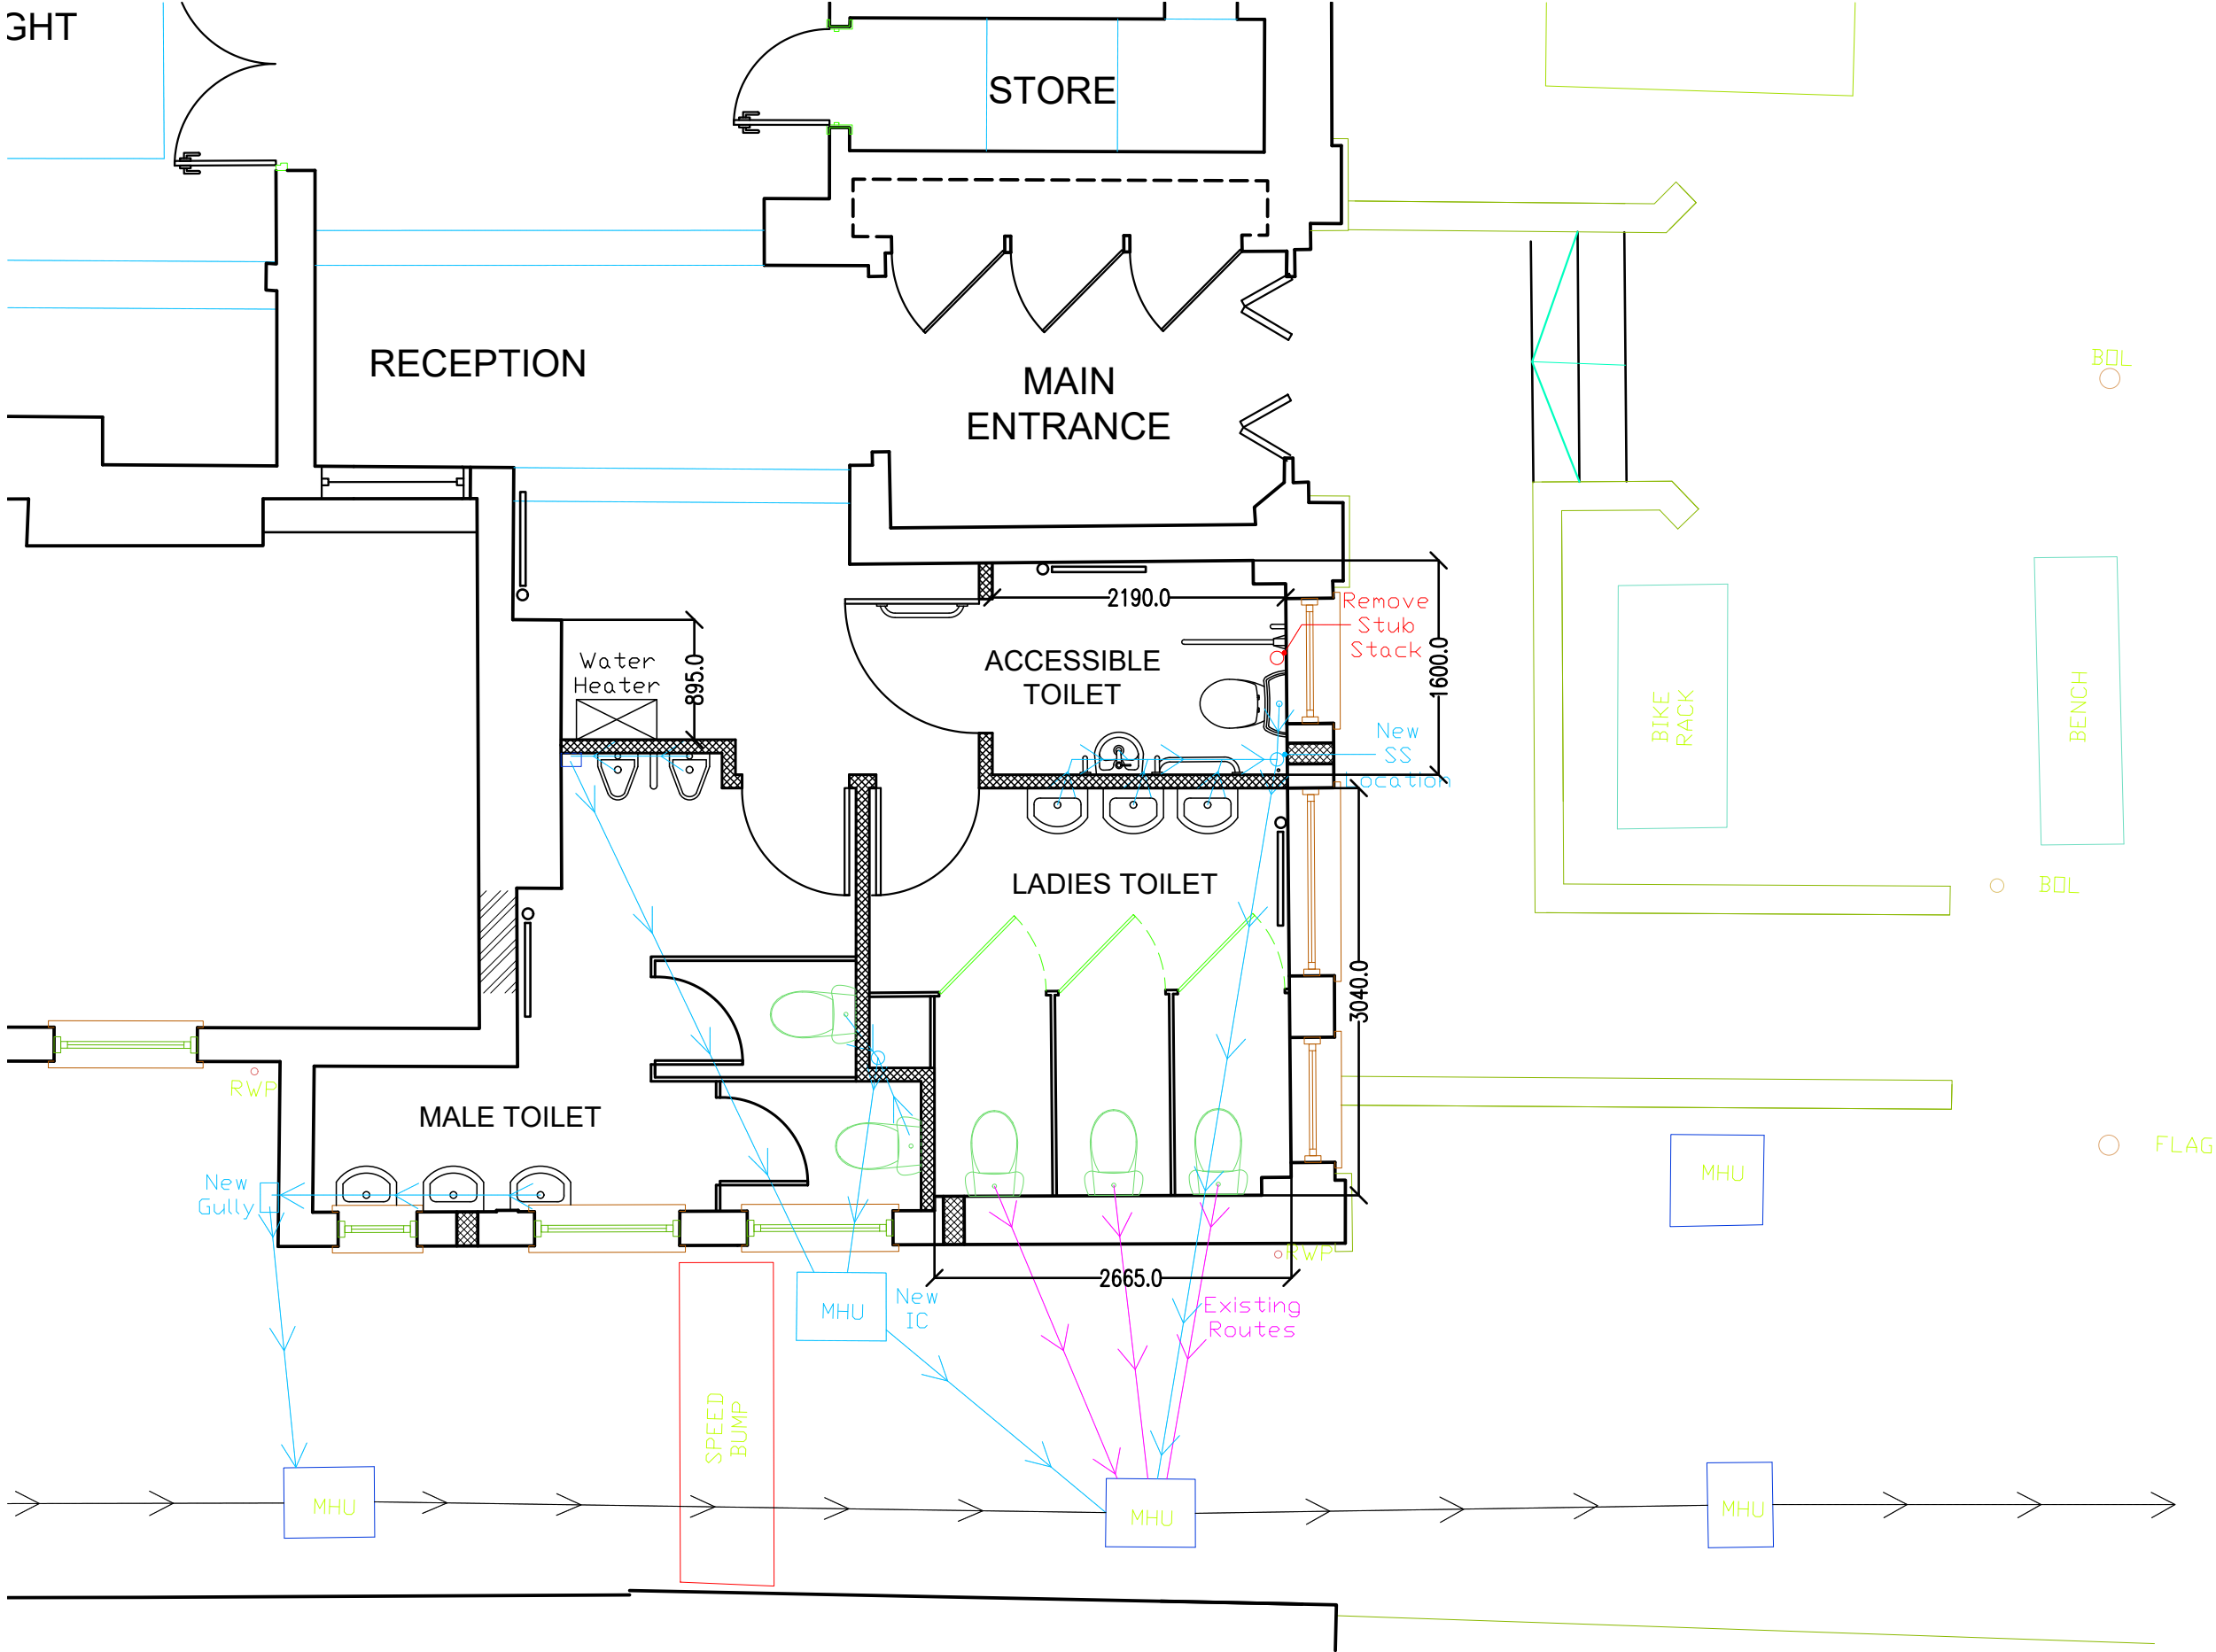 GHT
STORE
RECEPTION
MAIN
ENTRANCE
BOL
2190.0
Remove
Stub
Stack
1600.0
Water
Heater
895.0
ACCESSIBLE
TOILET
New
SS
Location
BIKE
RACK
BENCH
LADIES TOILET
BOL
3040.0
RWP
MALE TOILET
FLAG
MHU
New
Gully
RWP
2665.0
MHU
New
IC
Existing
Routes
SPEED
BUMP
MHU
MHU
MHU